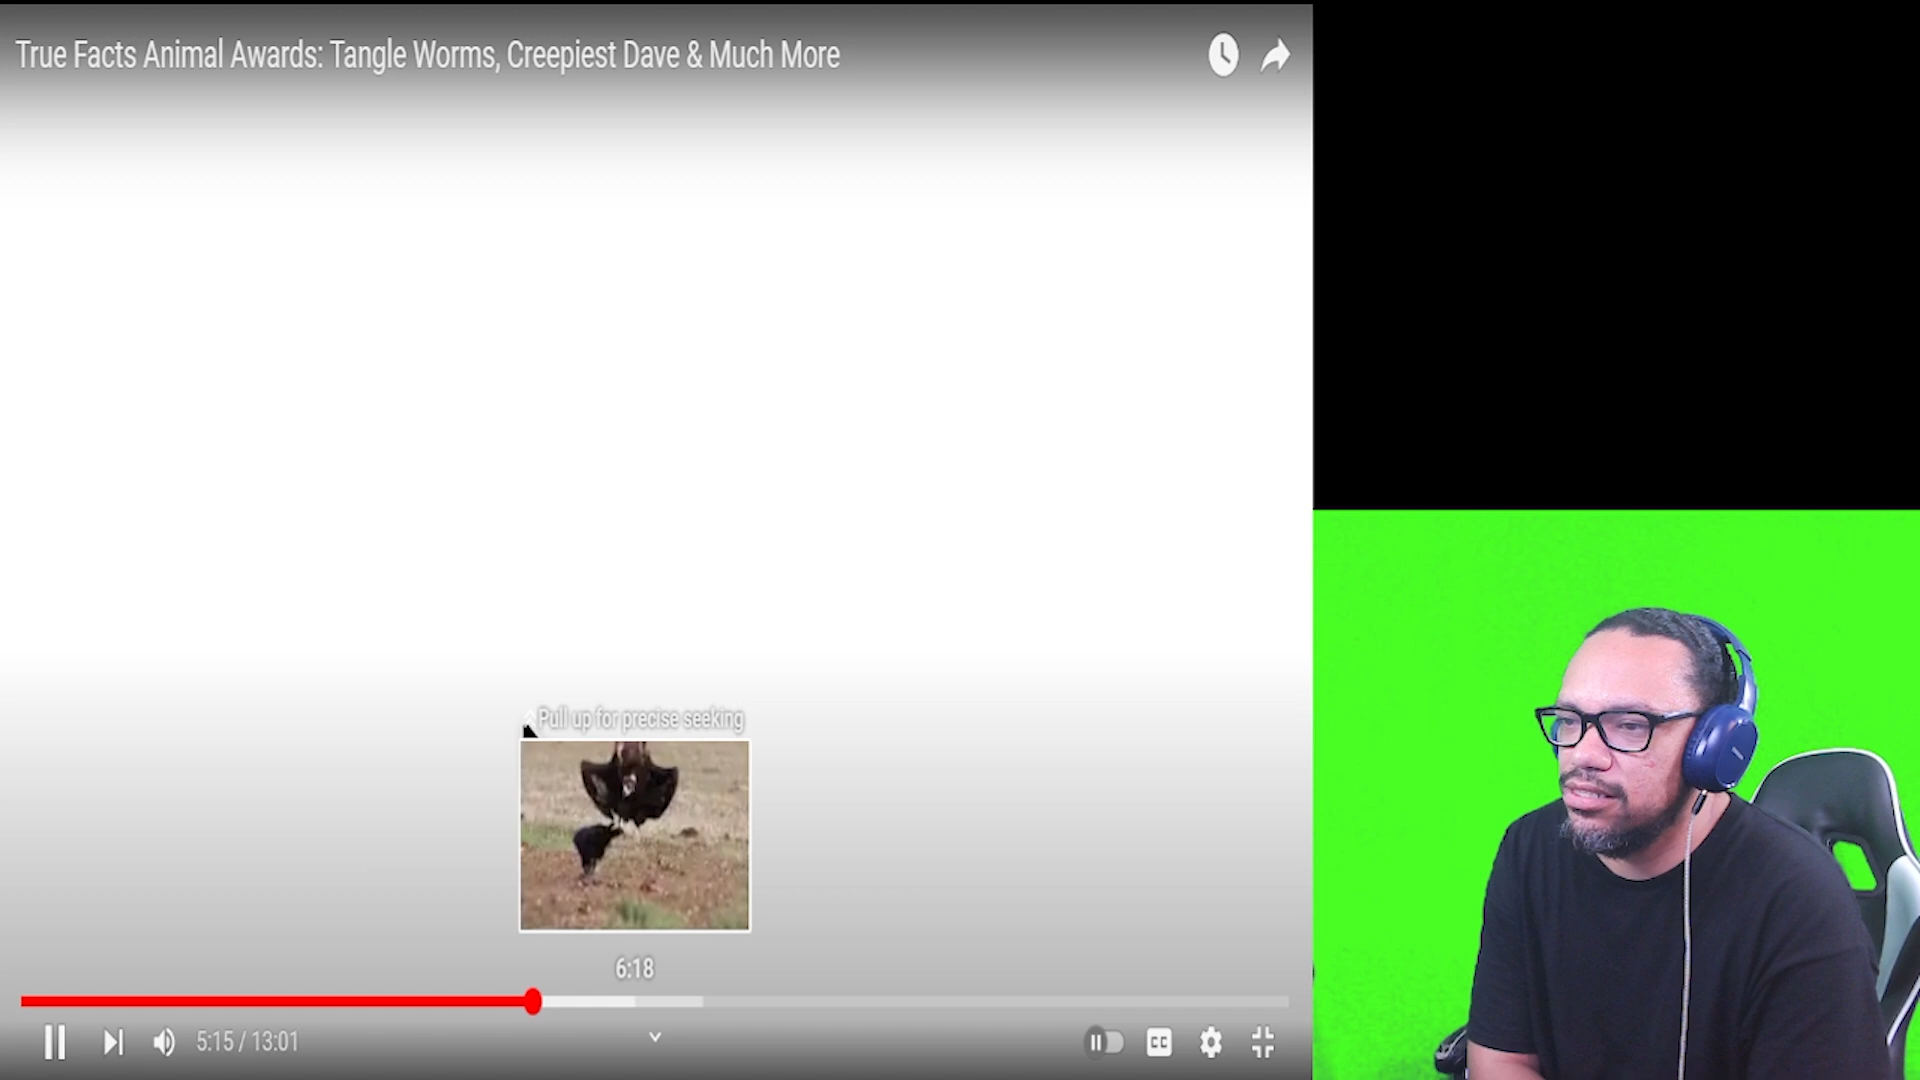 True Facts Animal Awards: Tangle Worms, Creepiest Dave & Much More
Pull up for precise seeking
6:18
5:15 / 13:01
CC